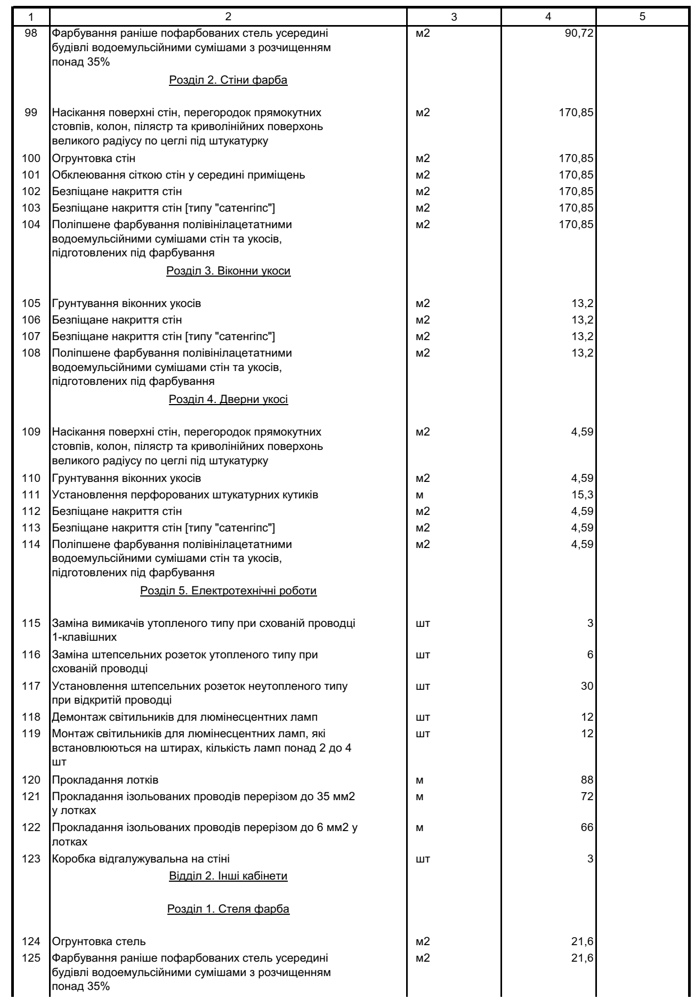 1 2 3 4 5
98 Фарбування раніше пофарбованих стель усередині м2 90,72
будівлі водоемульсійними сумішами з розчищенням
понад 35%
Розділ 2. Стіни фарба
99 Насікання поверхні стін, перегородок прямокутних м2 170,85
стовпів, колон, пілястр та криволінійних поверхонь
великого радіусу по цеглі під штукатурку
100 Огрунтовка стін м2 170,85
101 Обклеювання сіткою стін у середині приміщень м2 170,85
102 Безпіщане накриття стін м2 170,85
103 Безпіщане накриття стін [типу "сатенгіпс"] м2 170,85
104 Поліпшене фарбування полівінілацетатними м2 170,85
водоемульсійними сумішами стін та укосів,
підготовлених під фарбування
Розділ 3. Віконни укоси
105 Грунтування віконних укосів м2 13,2
106 Безпіщане накриття стін м2 13,2
107 Безпіщане накриття стін [типу "сатенгіпс"] м2 13,2
108 Поліпшене фарбування полівінілацетатними м2 13,2
водоемульсійними сумішами стін та укосів,
підготовлених під фарбування
Розділ 4. Дверни укосі
109 Насікання поверхні стін, перегородок прямокутних м2 4,59
стовпів, колон, пілястр та криволінійних поверхонь
великого радіусу по цеглі під штукатурку
110 Грунтування віконних укосів м2 4,59
111 Установлення перфорованих штукатурних кутиків м 15,3
112 Безпіщане накриття стін м2 4,59
113 Безпіщане накриття стін [типу "сатенгіпс"] м2 4,59
114 Поліпшене фарбування полівінілацетатними м2 4,59
водоемульсійними сумішами стін та укосів,
підготовлених під фарбування
Розділ 5. Електротехнічні роботи
115 Заміна вимикачів утопленого типу при схованій проводці шт 3
1-клавішних
116 Заміна штепсельних розеток утопленого типу при шт 6
схованій проводці
117 Установлення штепсельних розеток неутопленого типу шт 30
при відкритій проводці
118 Демонтаж світильників для люмінесцентних ламп шт 12
119 Монтаж світильників для люмінесцентних ламп, які шт 12
встановлюються на штирах, кількість ламп понад 2 до 4
шт
120 Прокладання лотків м 88
121 Прокладання ізольованих проводів перерізом до 35 мм2 м 72
у лотках
122 Прокладання ізольованих проводів перерізом до 6 мм2 у м 66
лотках
123 Коробка відгалужувальна на стіні шт 3
Відділ 2. Інші кабінети
Розділ 1. Стеля фарба
124 Огрунтовка стель м2 21,6
125 Фарбування раніше пофарбованих стель усередині м2 21,6
будівлі водоемульсійними сумішами з розчищенням
понад 35%